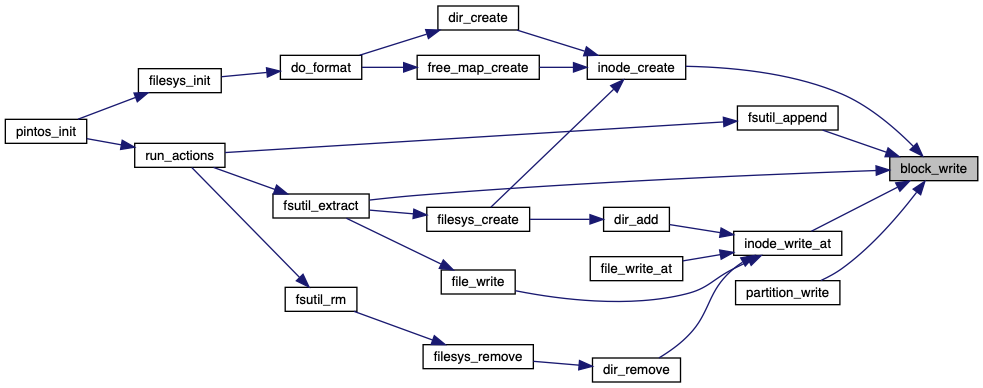 dir_create
filesys_init
do_format
free_map_create
inode_create
pintos_init
fsutil_append
run_actions
block_write
fsutil_extract
filesys_create
dir_add
inode_write_at
file_write_at
file_write
partition_write
fsutil_rm
filesys_remove
dir_remove